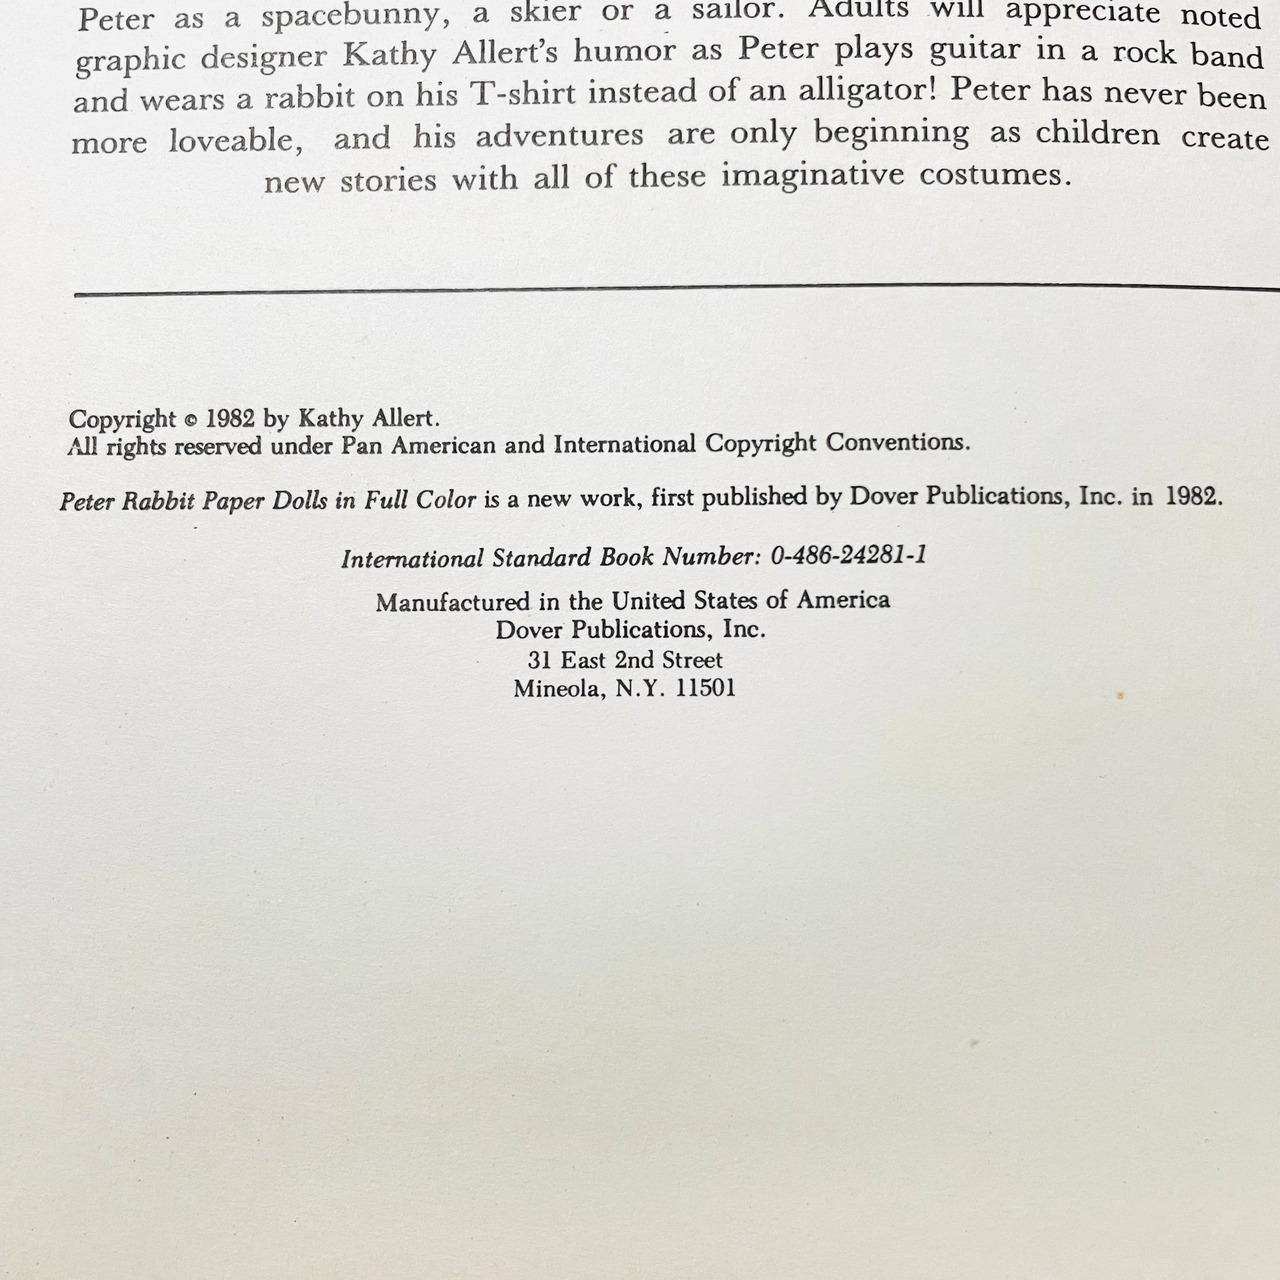 Peter as a spacebunny, a skier or a sailor. Adults will appreciate noted
graphic designer Kathy Allert's humor as Peter plays guitar in a rock band
and wears a rabbit on his T-shirt instead of an alligator! Peter has never been
more loveable, and his adventures are only beginning as children create
new stories with all of these imaginative costumes.
Copyright © 1982 by Kathy Allert.
All rights reserved under Pan American and International Copyright Conventions.
Peter Rabbit Paper Dolls in Full Color is a new work, first published by Dover Publications, Inc. in 1982.
International Standard Book Number: 0-486-24281-1
Manufactured in the United States of America
Dover Publications, Inc.
31 East 2nd Street
Mineola, N.Y. 11501